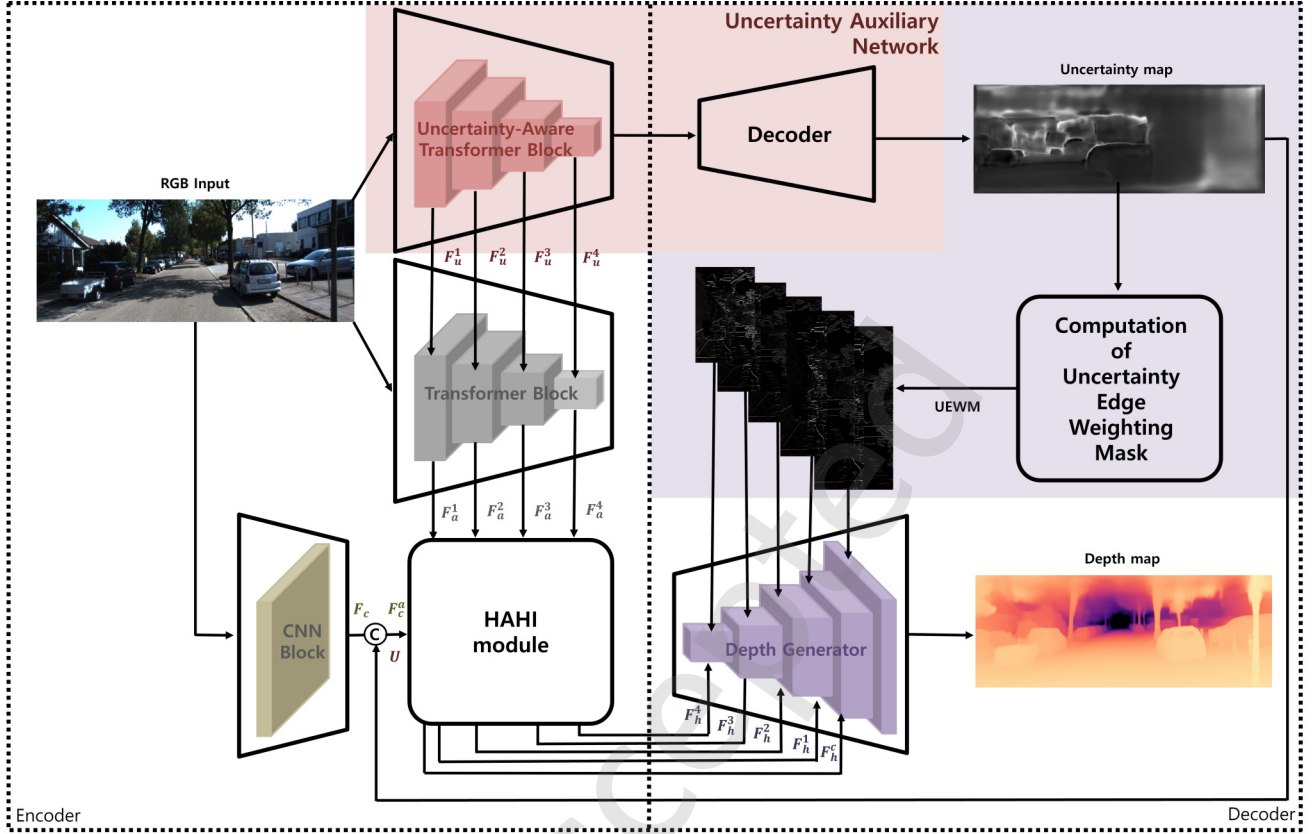 Uncertainty Auxiliary
Network
Uncertainty map
Uncertainty-Aware
Transformer Block
Decoder
RGB Input
F_u^1
F_u^2
F_u^3
F_u^4
Computation
of
Uncertainty
Edge
Weighting
Mask
UEWM
Transformer Block
F_a^1
F_a^2
F_a^3
F_a^4
Depth map
CNN
Block
F_c
C
F_c^a
U
HAHI
module
Depth Generator
F_h^4
F_h^3
F_h^2
F_h^1
F_h^c
Encoder
Decoder
ccepted